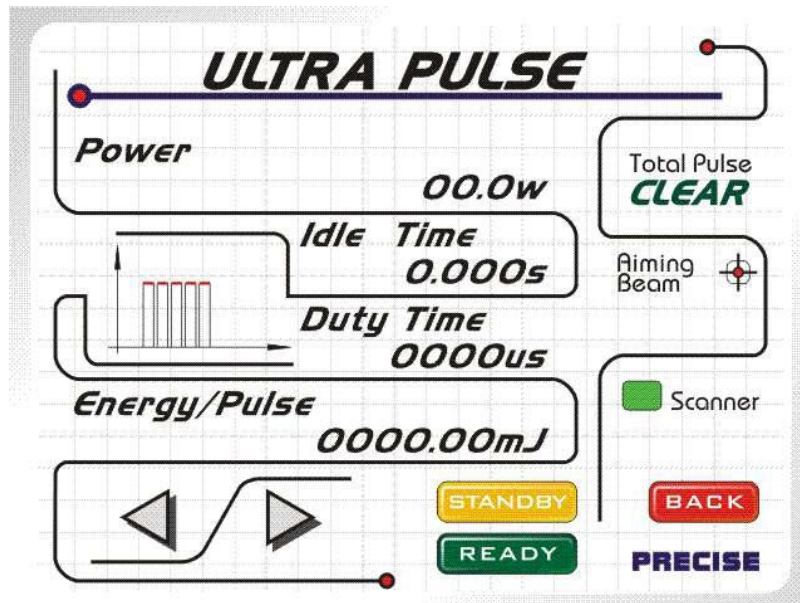 ULTRA PULSE
Power
00.0w
Total Pulse
CLEAR
Idle Time
0.000s
Aiming
Beam
Duty Time
0000us
Energy/Pulse
0000.00mJ
Scanner
STANDBY
BACK
READY
PRECISE